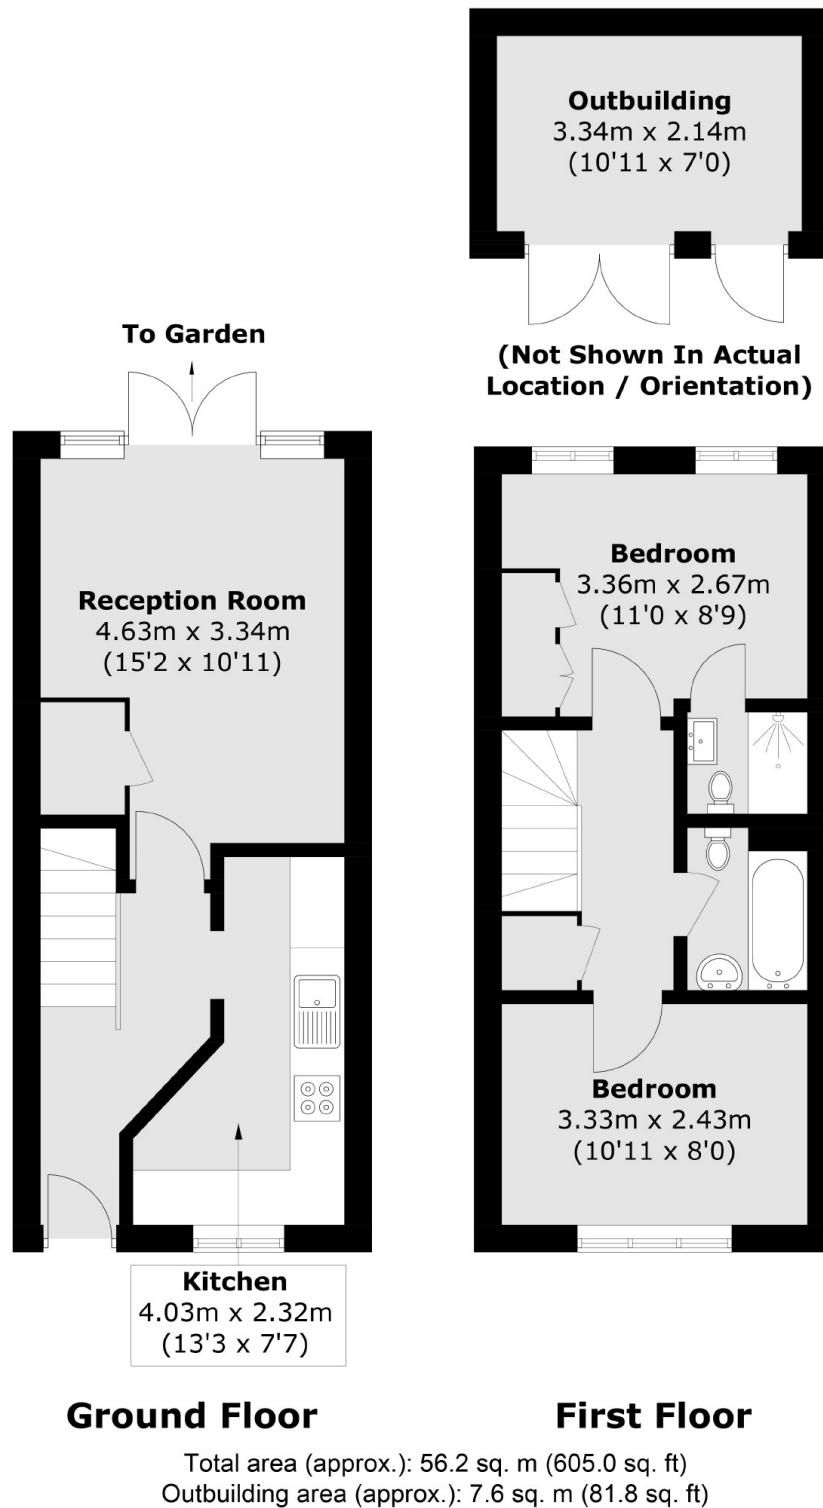 Outbuilding
3.34m x 2.14m
(10'11 x 7'0)
To Garden
(Not Shown In Actual
Location / Orientation)
Reception Room
4.63m x 3.34m
(15'2 x 10'11)
Bedroom
3.36m x 2.67m
(11'0 x 8'9)
Bedroom
3.33m x 2.43m
(10'11 x 8'0)
Kitchen
4.03m x 2.32m
(13'3 x 7'7)
Ground Floor
First Floor
Total area (approx.): 56.2 sq. m (605.0 sq. ft)
Outbuilding area (approx.): 7.6 sq. m (81.8 sq. ft)